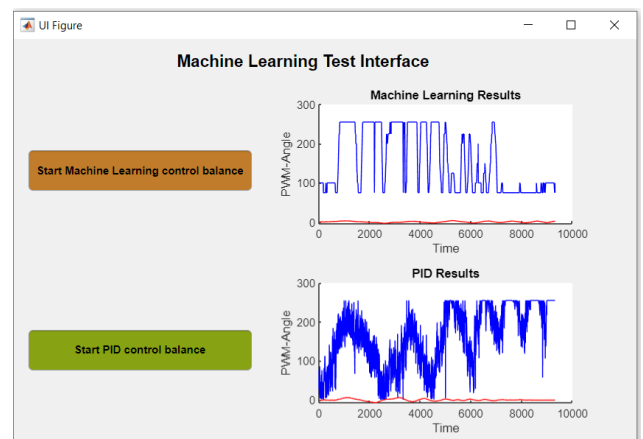 UI Figure
Machine Learning Test Interface
Machine Learning Results
300
200
100
0
PWM-Angle
0 2000 4000 6000 8000 10000
Time
Start Machine Learning control balance
PID Results
300
200
100
0
PWM-Angle
0 2000 4000 6000 8000 10000
Time
Start PID control balance